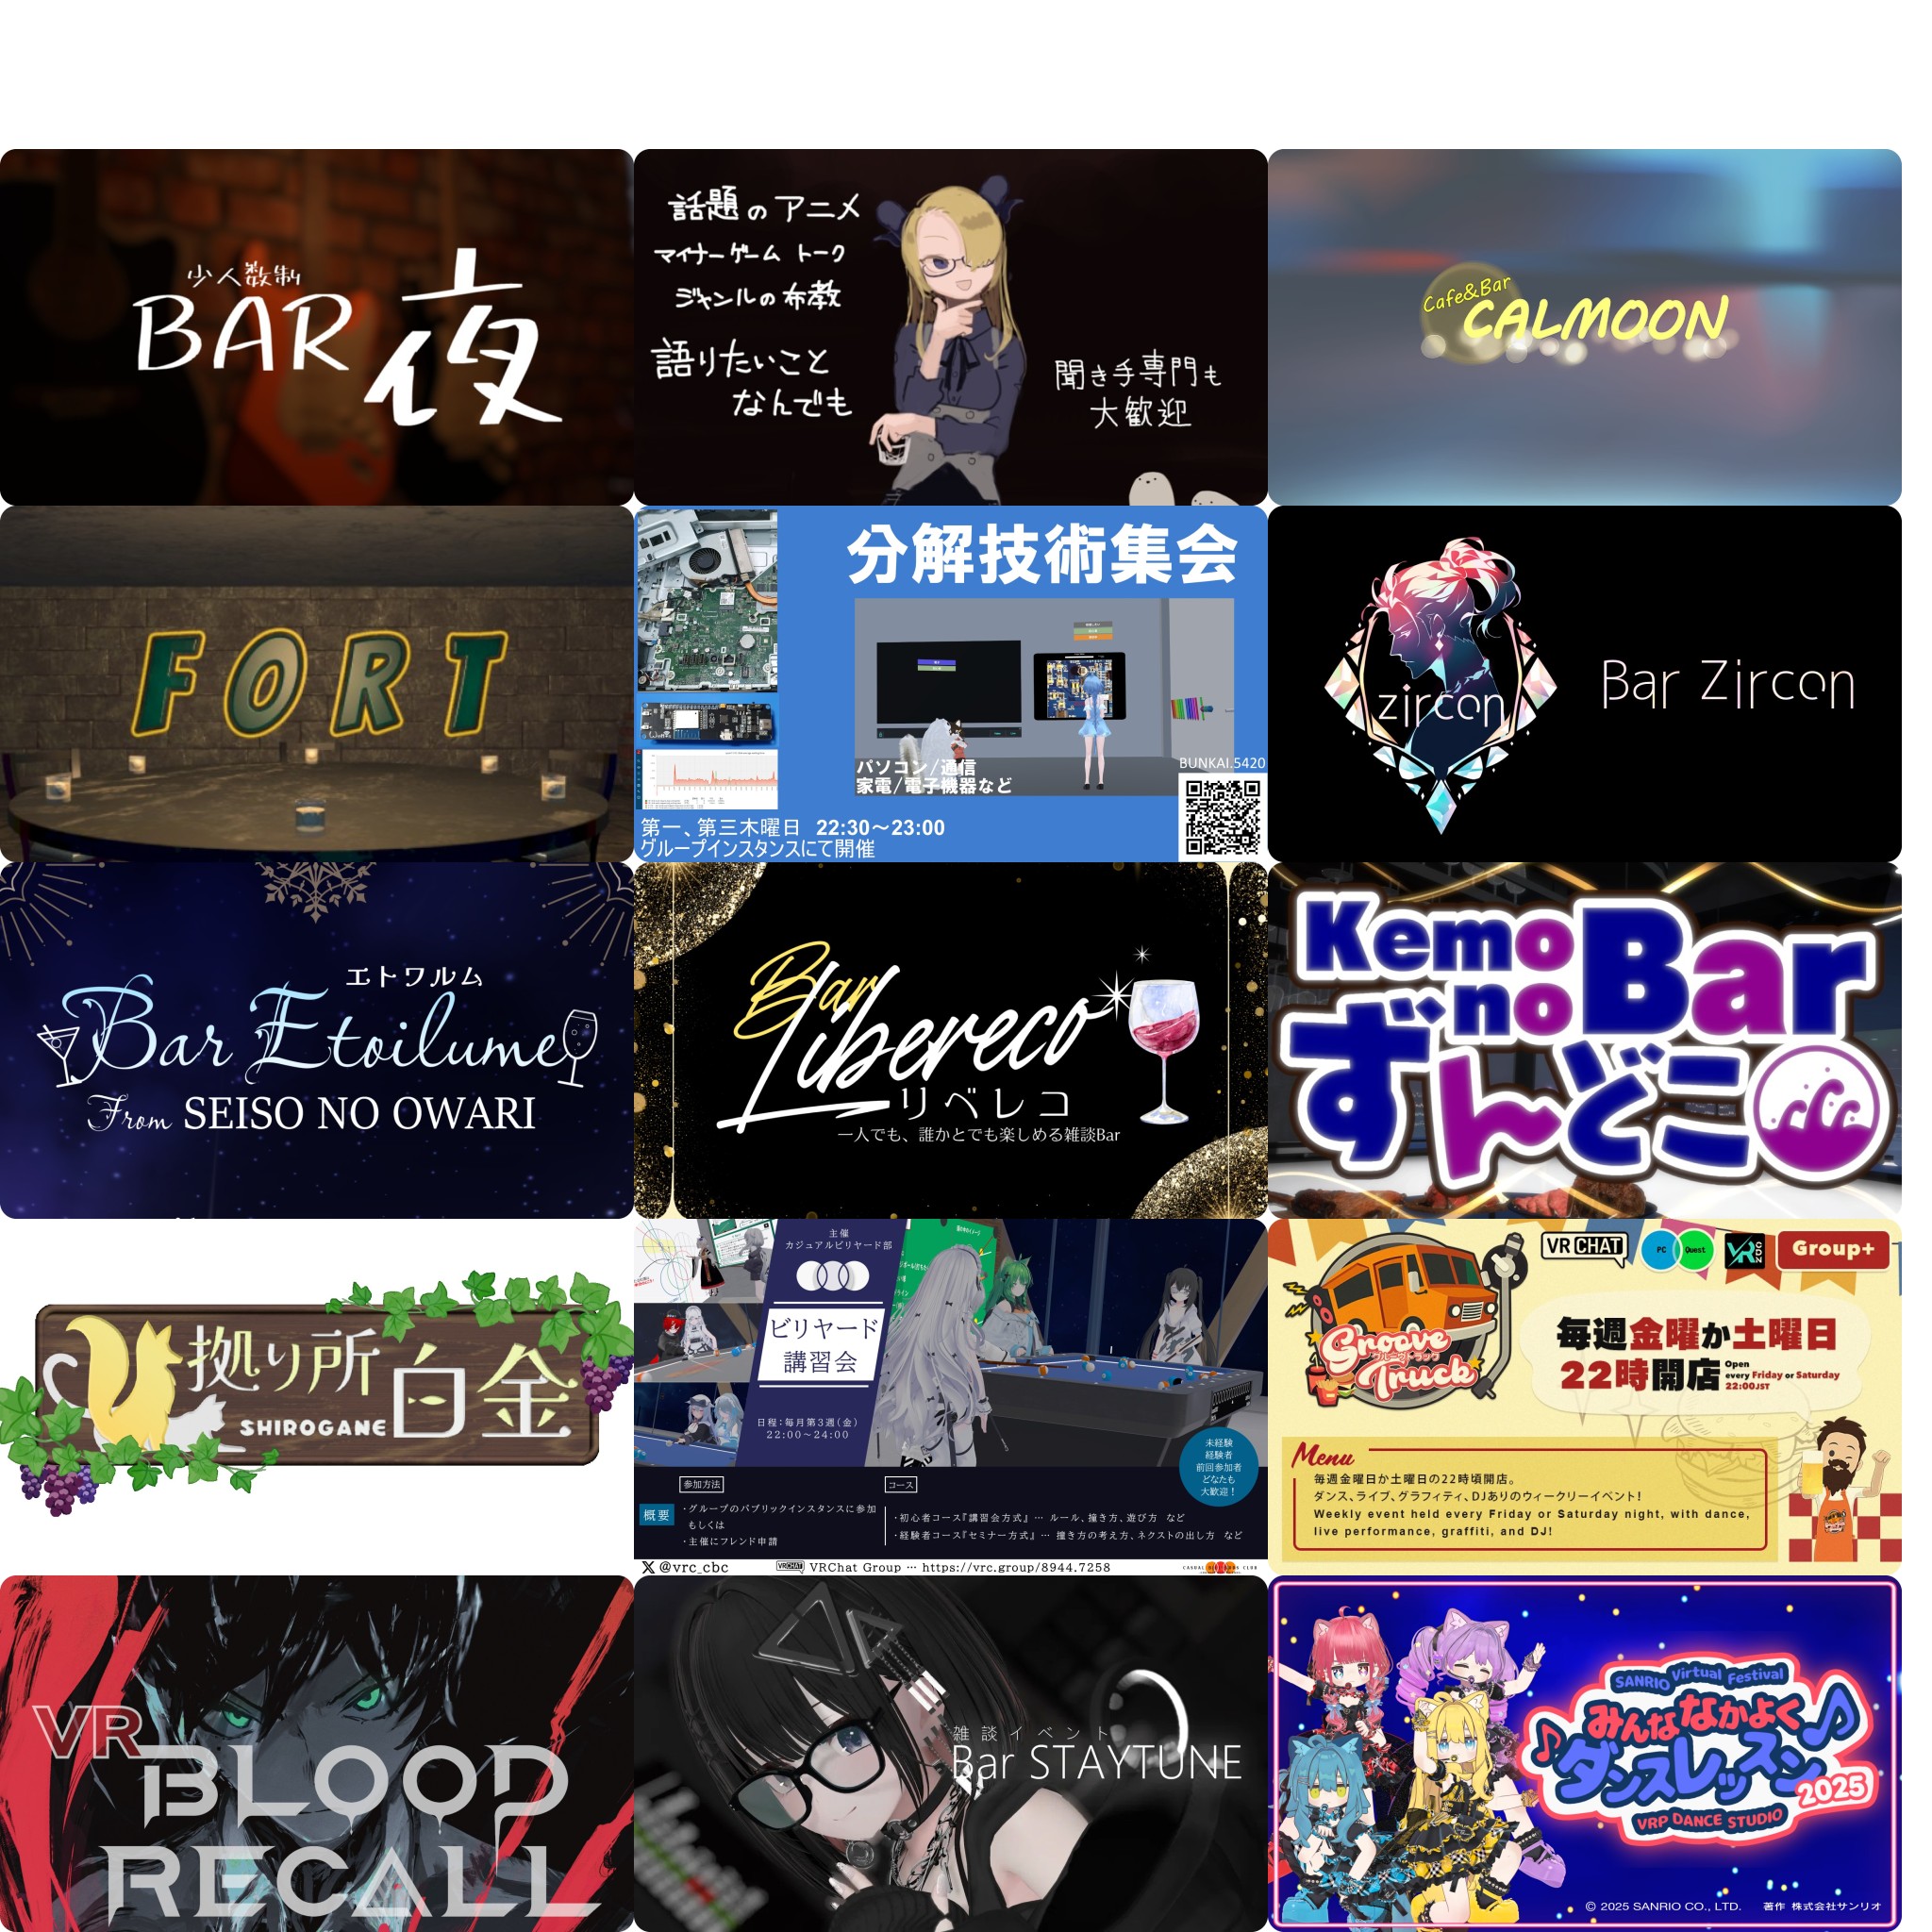 少人数制
BAR 夜
話題のアニメ
マイナーゲーム トーク
ジャンルの布教
語りたいこと
なんでも
聞き手専門も
大歓迎
Cafe&Bar
CALMOON
FORT
分解技術集会
パソコン/通信
家電/電子機器など
BUNKAI.5420
第一、第三木曜日 22:30～23:00
グループインスタンスにて開催
zircon
Bar Zircon
エトワルム
Bar Etoilume
From SEISO NO OWARI
Bar
Libereco
リベレコ
一人でも、誰かとでも楽しめる雑談Bar
Kemo no Bar
ずんどこ
拠り所 白金
SHIROGANE
主催
カジュアルビリヤード部
ビリヤード
講習会
日程：毎月第3週(金)
22:00～24:00
未経験
経験者
前回参加者
どなたも
大歓迎！
概要
参加方法
・グループのパブリックインスタンスに参加
もしくは
・主催にフレンド申請
コース
・初心者コース『講習会方式』 … ルール、撞き方、遊び方 など
・経験者コース『セミナー方式』 … 撞き方の考え方、ネクストの出し方 など
X @vrc_cbc
VRCHAT VRChat Group … https://vrc.group/8944.7258
Groove
グルーヴトラック
Truck
VRCHAT
PC Quest
VR ZOO
Group+
毎週金曜か土曜日
22時開店
Open
every Friday or Saturday
22:00JST
Menu
毎週金曜日か土曜日の22時頃開店。
ダンス、ライブ、グラフィティ、DJありのウィークリーイベント！
Weekly event held every Friday or Saturday night, with dance,
live performance, graffiti, and DJ!
VR
BLOOD
RECALL
雑談イベント
Bar STAYTUNE
SANRIO Virtual Festival
みんななかよく
ダンスレッスン
2025
VRP DANCE STUDIO
© 2025 SANRIO CO., LTD. 著作 株式会社サンリオ